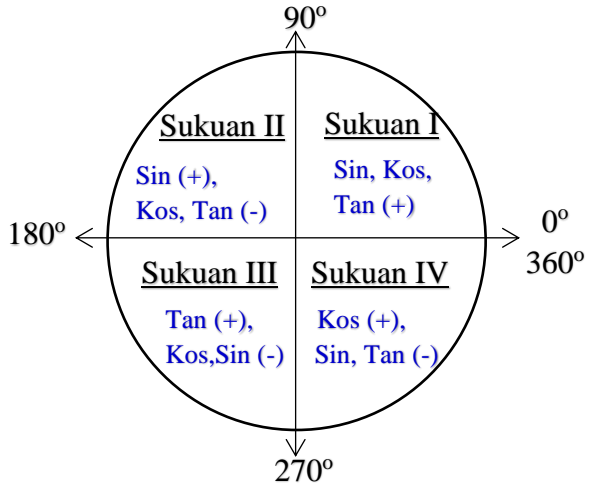 90º
Sukuan II
Sin (+),
Kos, Tan (-)
Sukuan I
Sin, Kos,
Tan (+)
180º
0º
360º
Sukuan III
Tan (+),
Kos,Sin (-)
Sukuan IV
Kos (+),
Sin, Tan (-)
270º